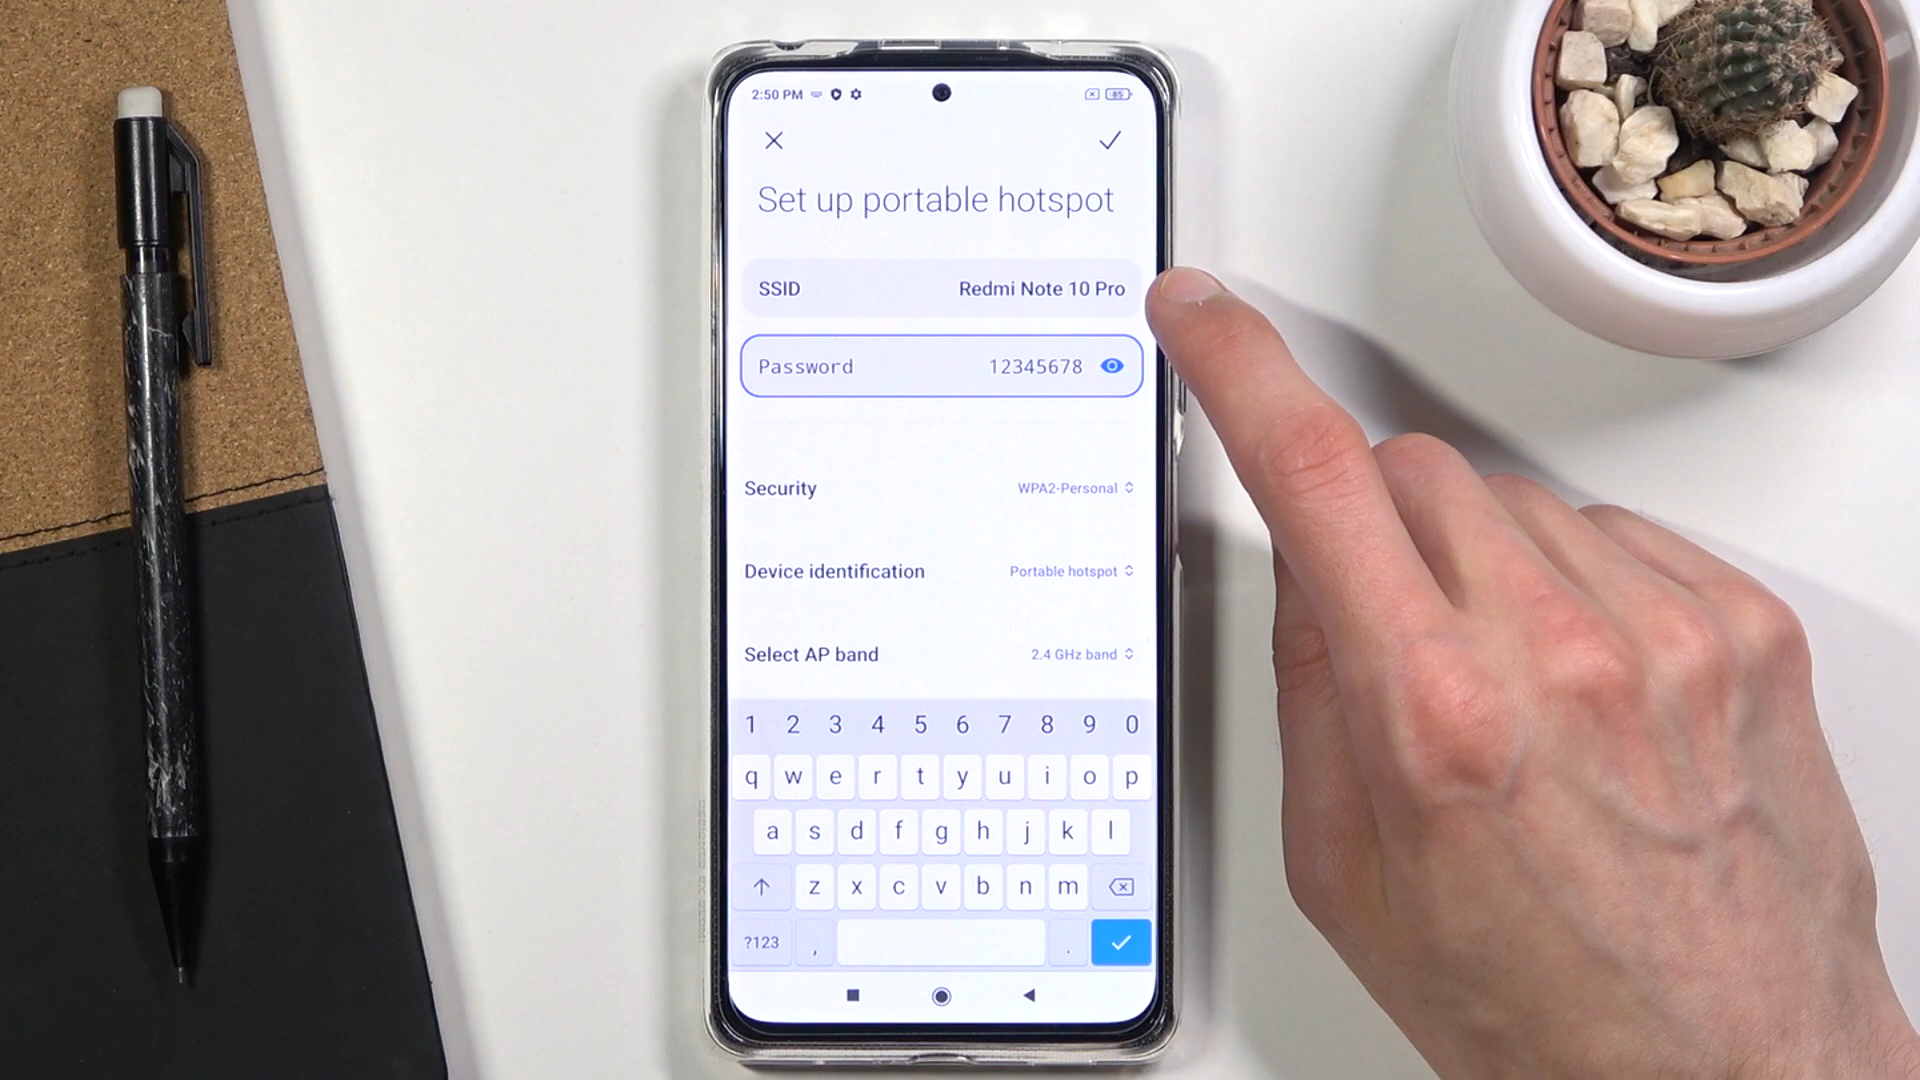 2:50 PM
85
Set up portable hotspot
SSID Redmi Note 10 Pro
Password 12345678
Security WPA2-Personal
Device identification Portable hotspot
Select AP band 2.4 GHz band
1 2 3 4 5 6 7 8 9 0
q w e r t y u i o p
a s d f g h j k l
z x c v b n m
?123 , .